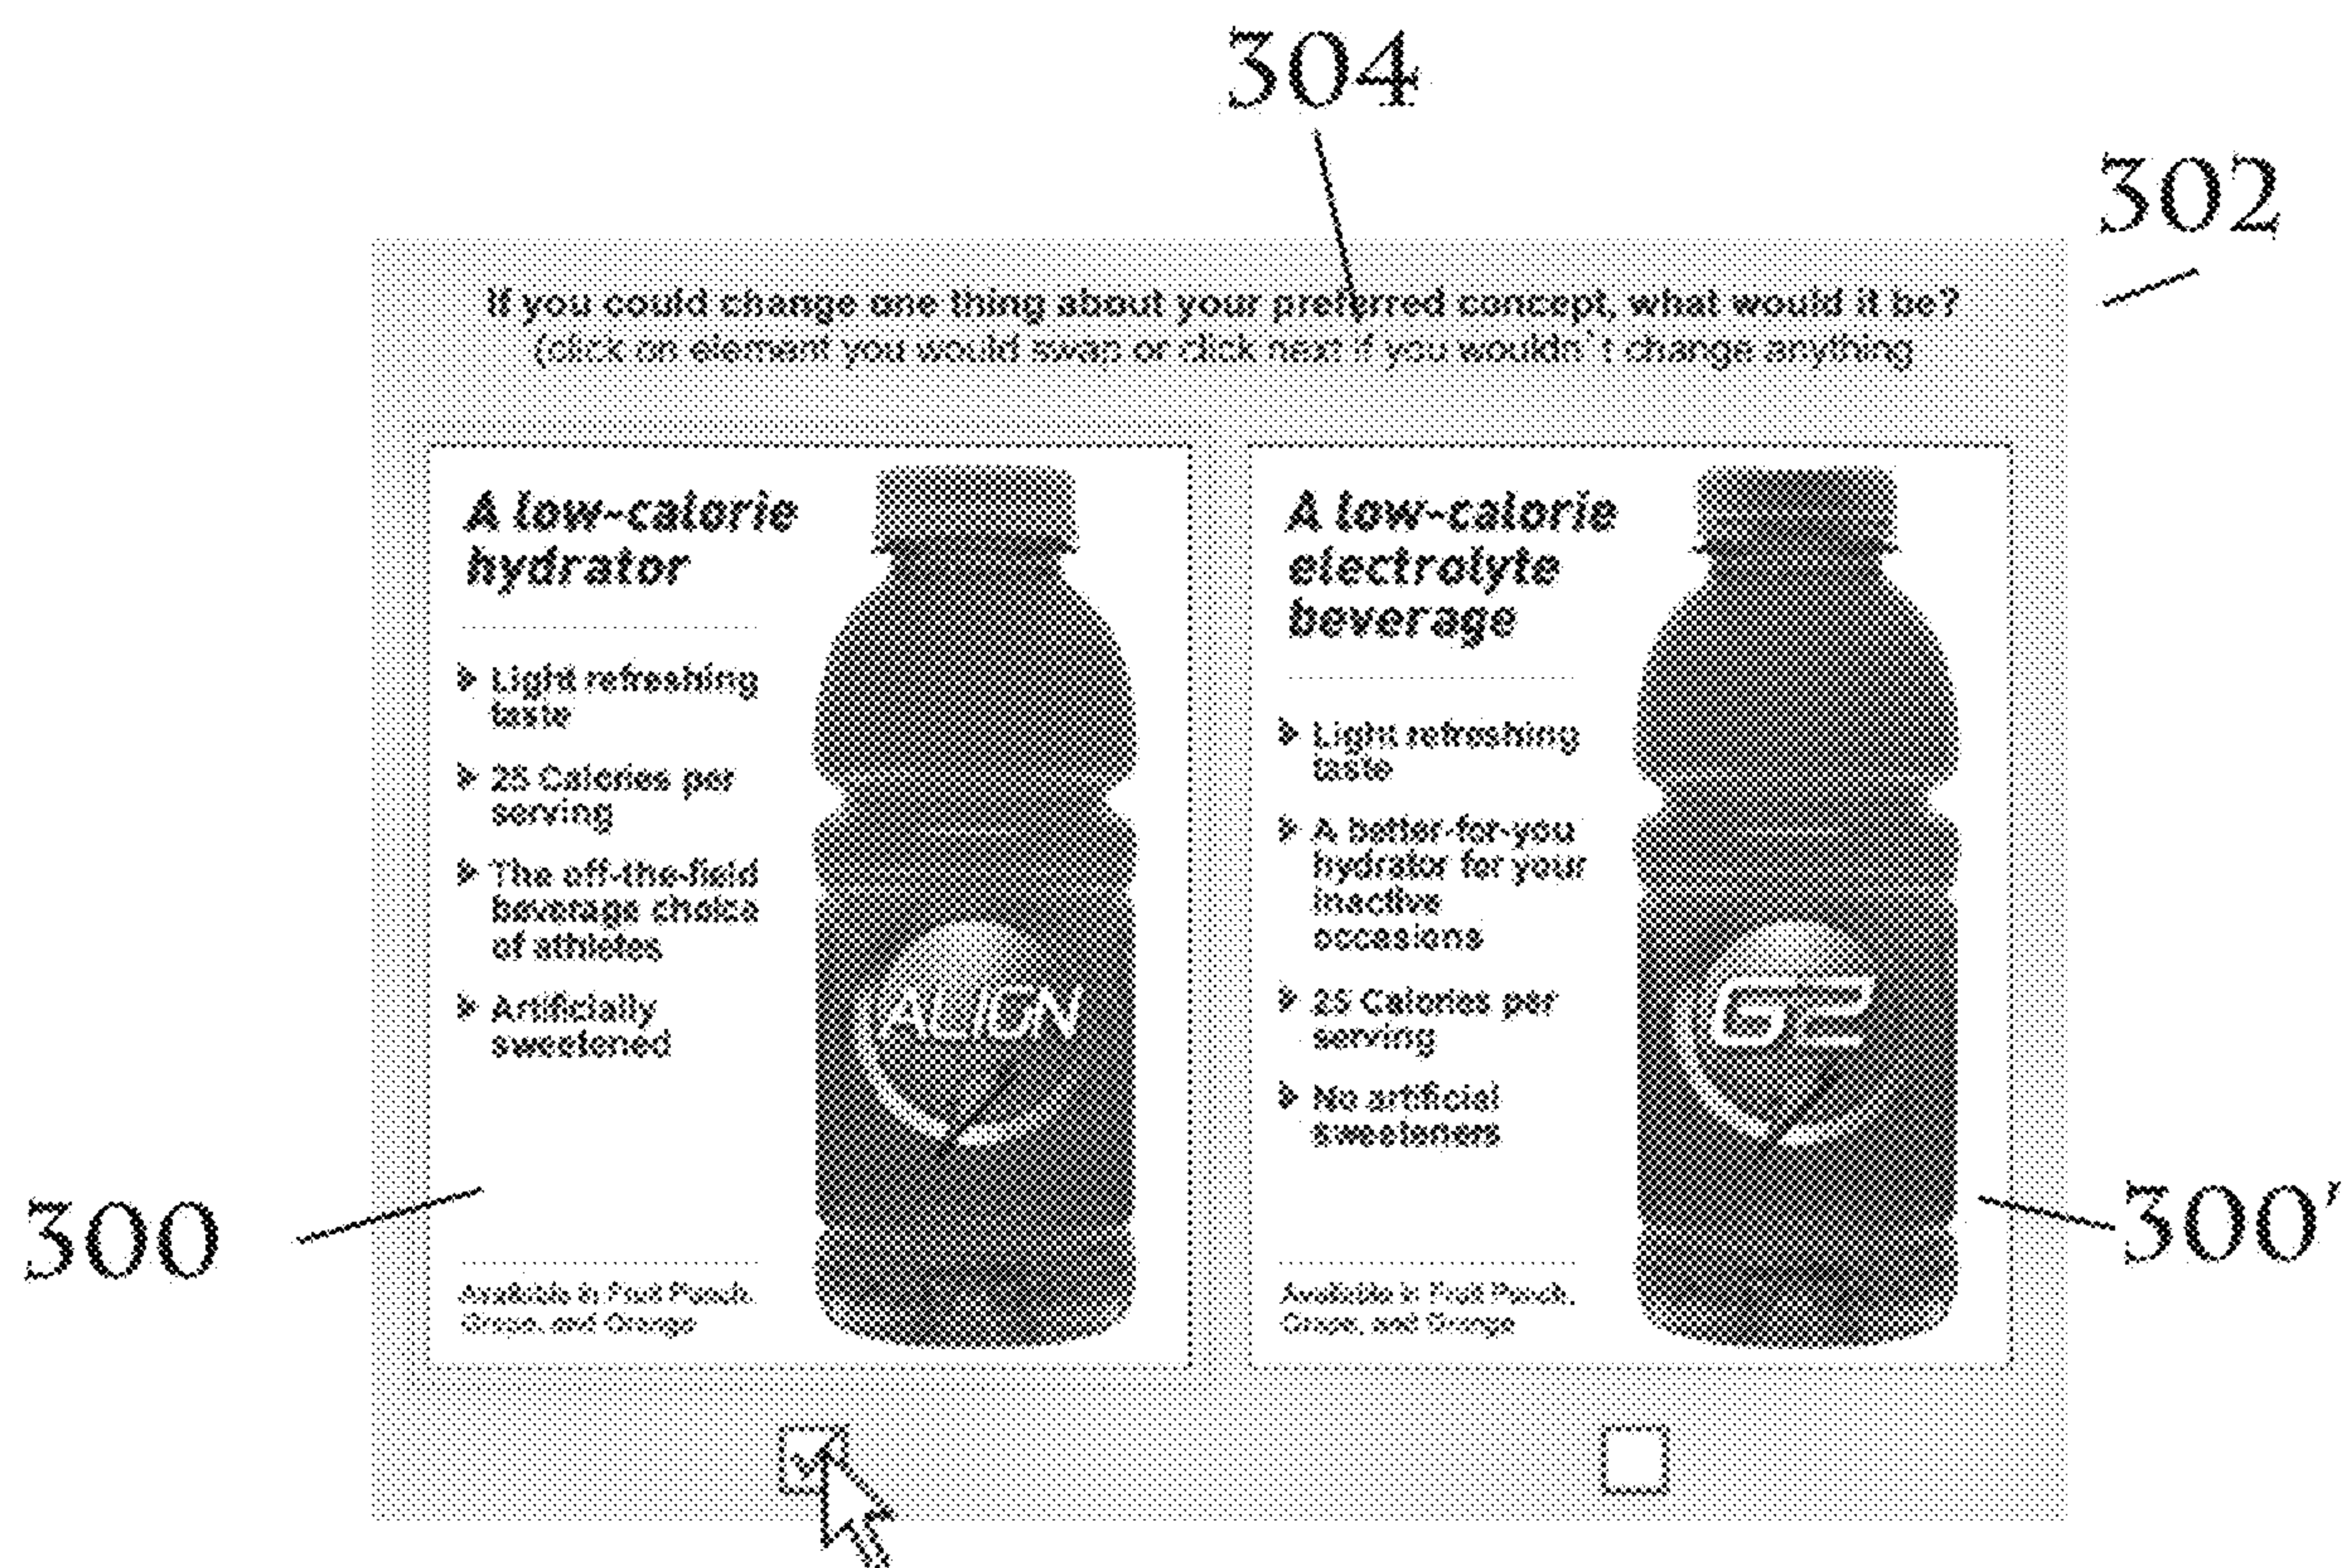 304
302
If you could change one thing about your preferred concept, what would it be?
(click on element you would swap or click next if you wouldn't change anything
A low-calorie
hydrator
Light refreshing
taste
25 Calories per
serving
The off-the-field
beverage choice
of athletes
Artificially
sweetened
Available in Fruit Punch,
Grape, and Orange
ALIGN
A low-calorie
electrolyte
beverage
Light refreshing
taste
A better-for-you
hydrator for your
inactive
occasions
25 Calories per
serving
No artificial
sweeteners
Available in Fruit Punch,
Grape, and Orange
G2
300
300'